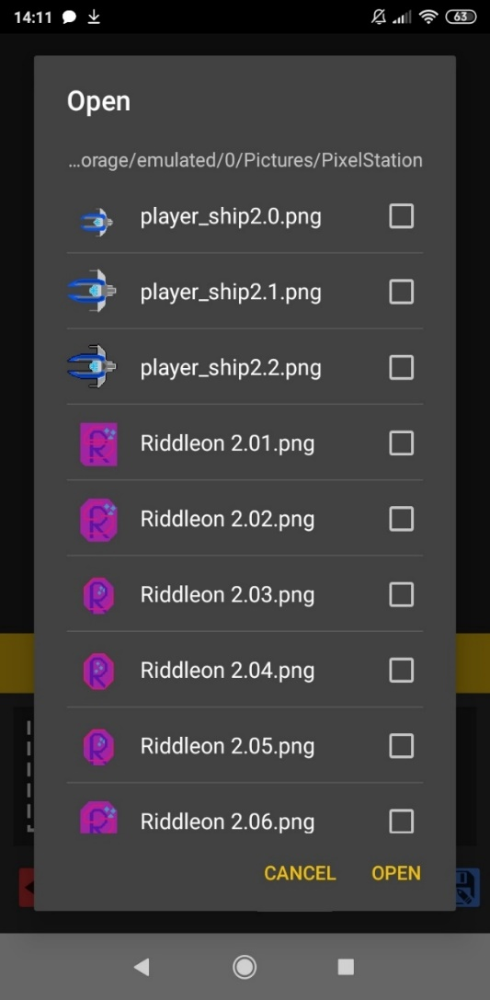 14:11
63
Open
...orage/emulated/0/Pictures/PixelStation
player_ship2.0.png
player_ship2.1.png
player_ship2.2.png
Riddleon 2.01.png
Riddleon 2.02.png
Riddleon 2.03.png
Riddleon 2.04.png
Riddleon 2.05.png
Riddleon 2.06.png
CANCEL OPEN